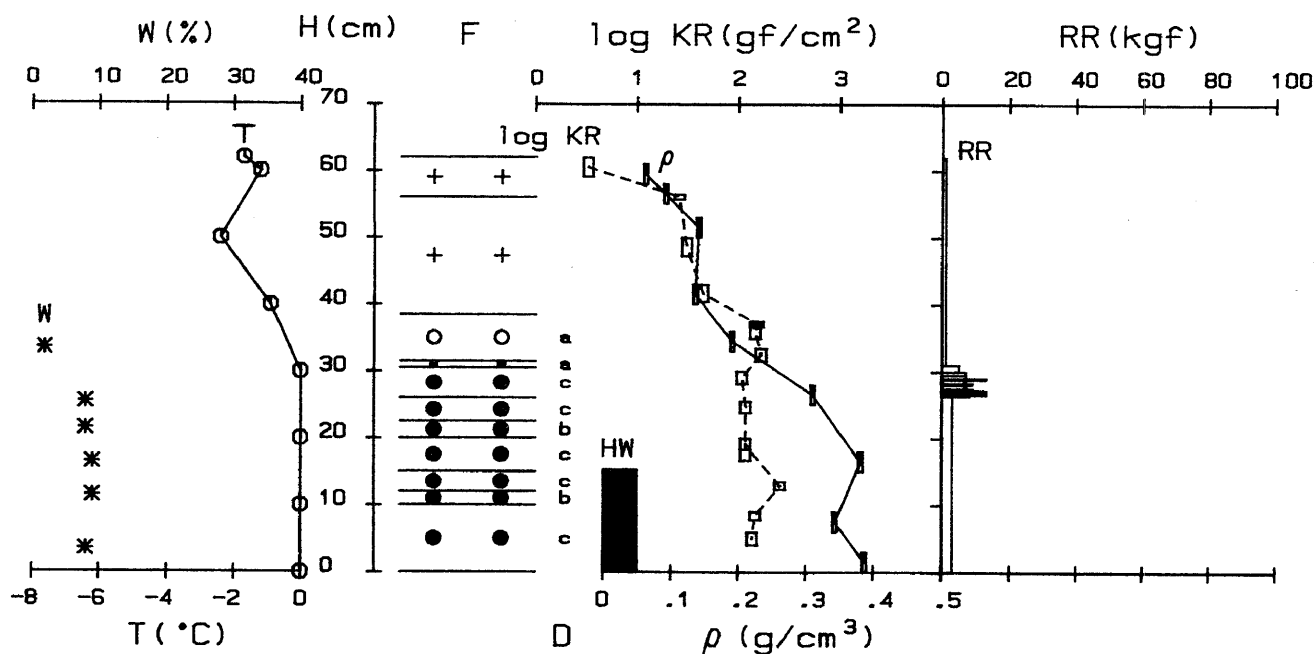 W(%) H(cm) F log KR(gf/cm²) RR(kgf)
0 10 20 30 40 0 1 2 3 0 20 40 60 80 100
70
T log KR ρ RR
60
50
W 40
a
30 a
c
c
20 b
c
HW
c
10 b
c
0
-8 -6 -4 -2 0 0 .1 .2 .3 .4 .5
T(°C) D ρ (g/cm³)